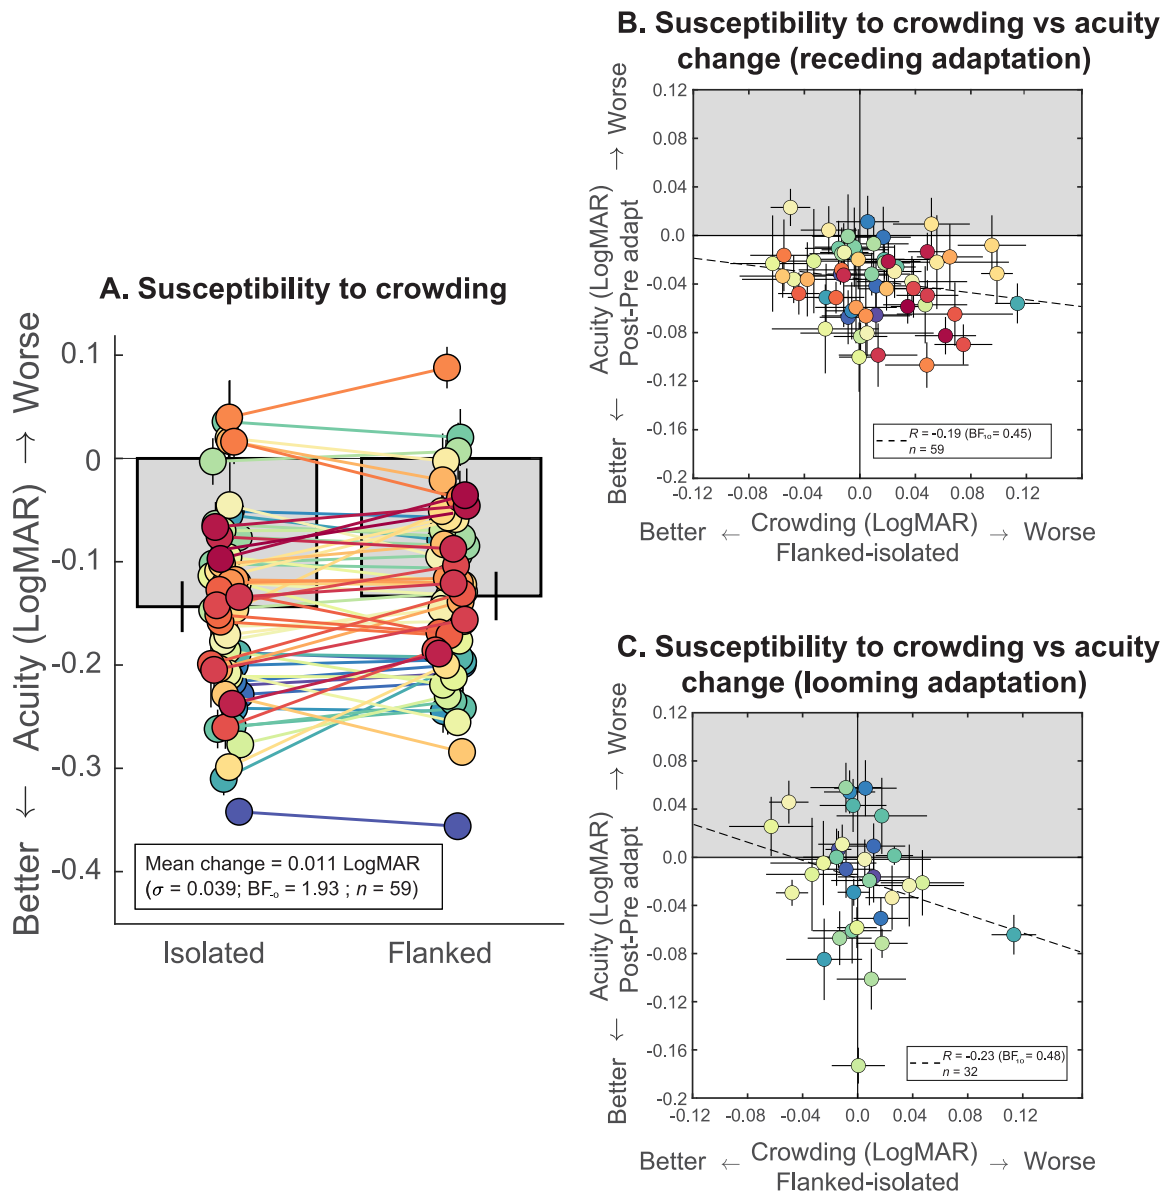 A. Susceptibility to crowding
Better ← Acuity (LogMAR) → Worse
0.1
0
-0.1
-0.2
-0.3
-0.4
Mean change = 0.011 LogMAR
(σ = 0.039; BF-0 = 1.93 ; n = 59)
Isolated
Flanked
B. Susceptibility to crowding vs acuity
change (receding adaptation)
Better ← Acuity (LogMAR) → Worse
Post-Pre adapt
0.12
0.08
0.04
0.0
-0.04
-0.08
-0.12
-0.16
-0.2
R = -0.19 (BF10 = 0.45)
n = 59
-0.12
-0.08
-0.04
0.0
0.04
0.08
0.12
Better ← Crowding (LogMAR) → Worse
Flanked-isolated
C. Susceptibility to crowding vs acuity
change (looming adaptation)
Better ← Acuity (LogMAR) → Worse
Post-Pre adapt
0.12
0.08
0.04
0.0
-0.04
-0.08
-0.12
-0.16
-0.2
R = -0.23 (BF10 = 0.48)
n = 32
-0.12
-0.08
-0.04
0.0
0.04
0.08
0.12
Better ← Crowding (LogMAR) → Worse
Flanked-isolated